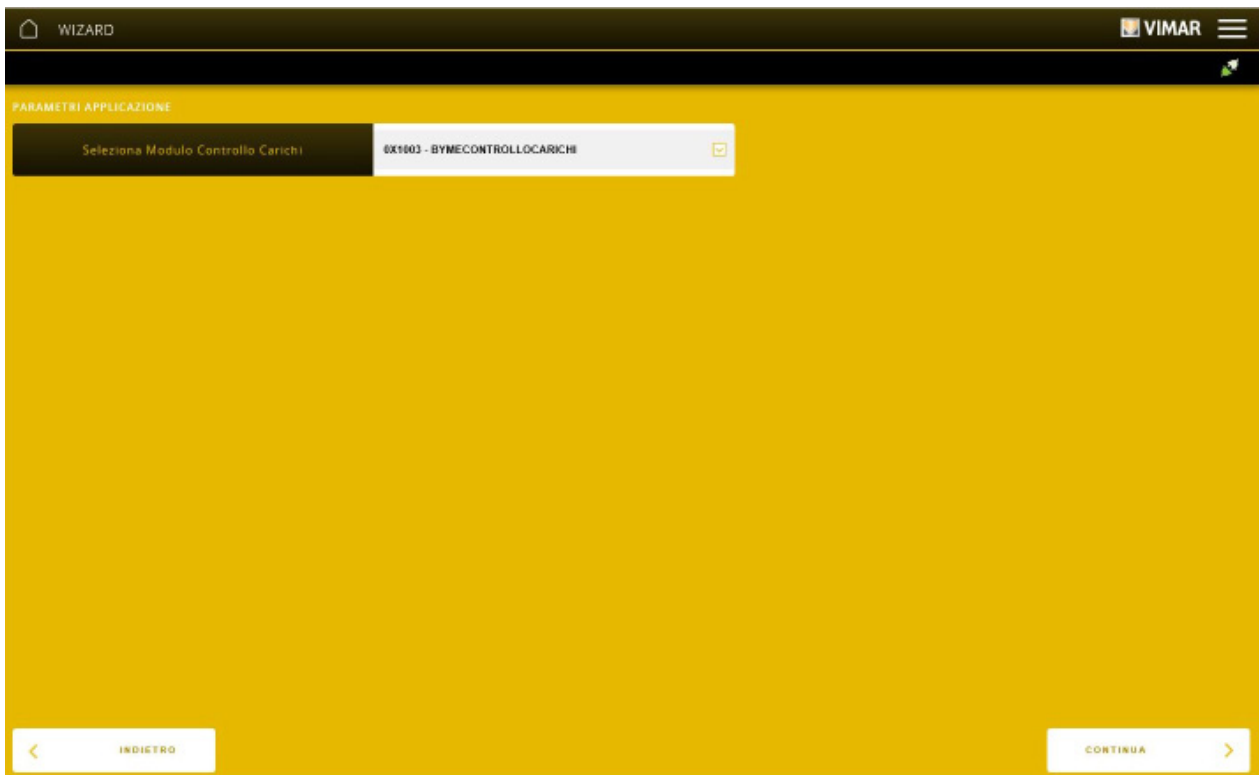 WIZARD
VIMAR
PARAMETRI APPLICAZIONE
Seleziona Modulo Controllo Carichi
0X1003 - BYMECONTROLLOCARICHI
INDIETRO
CONTINUA